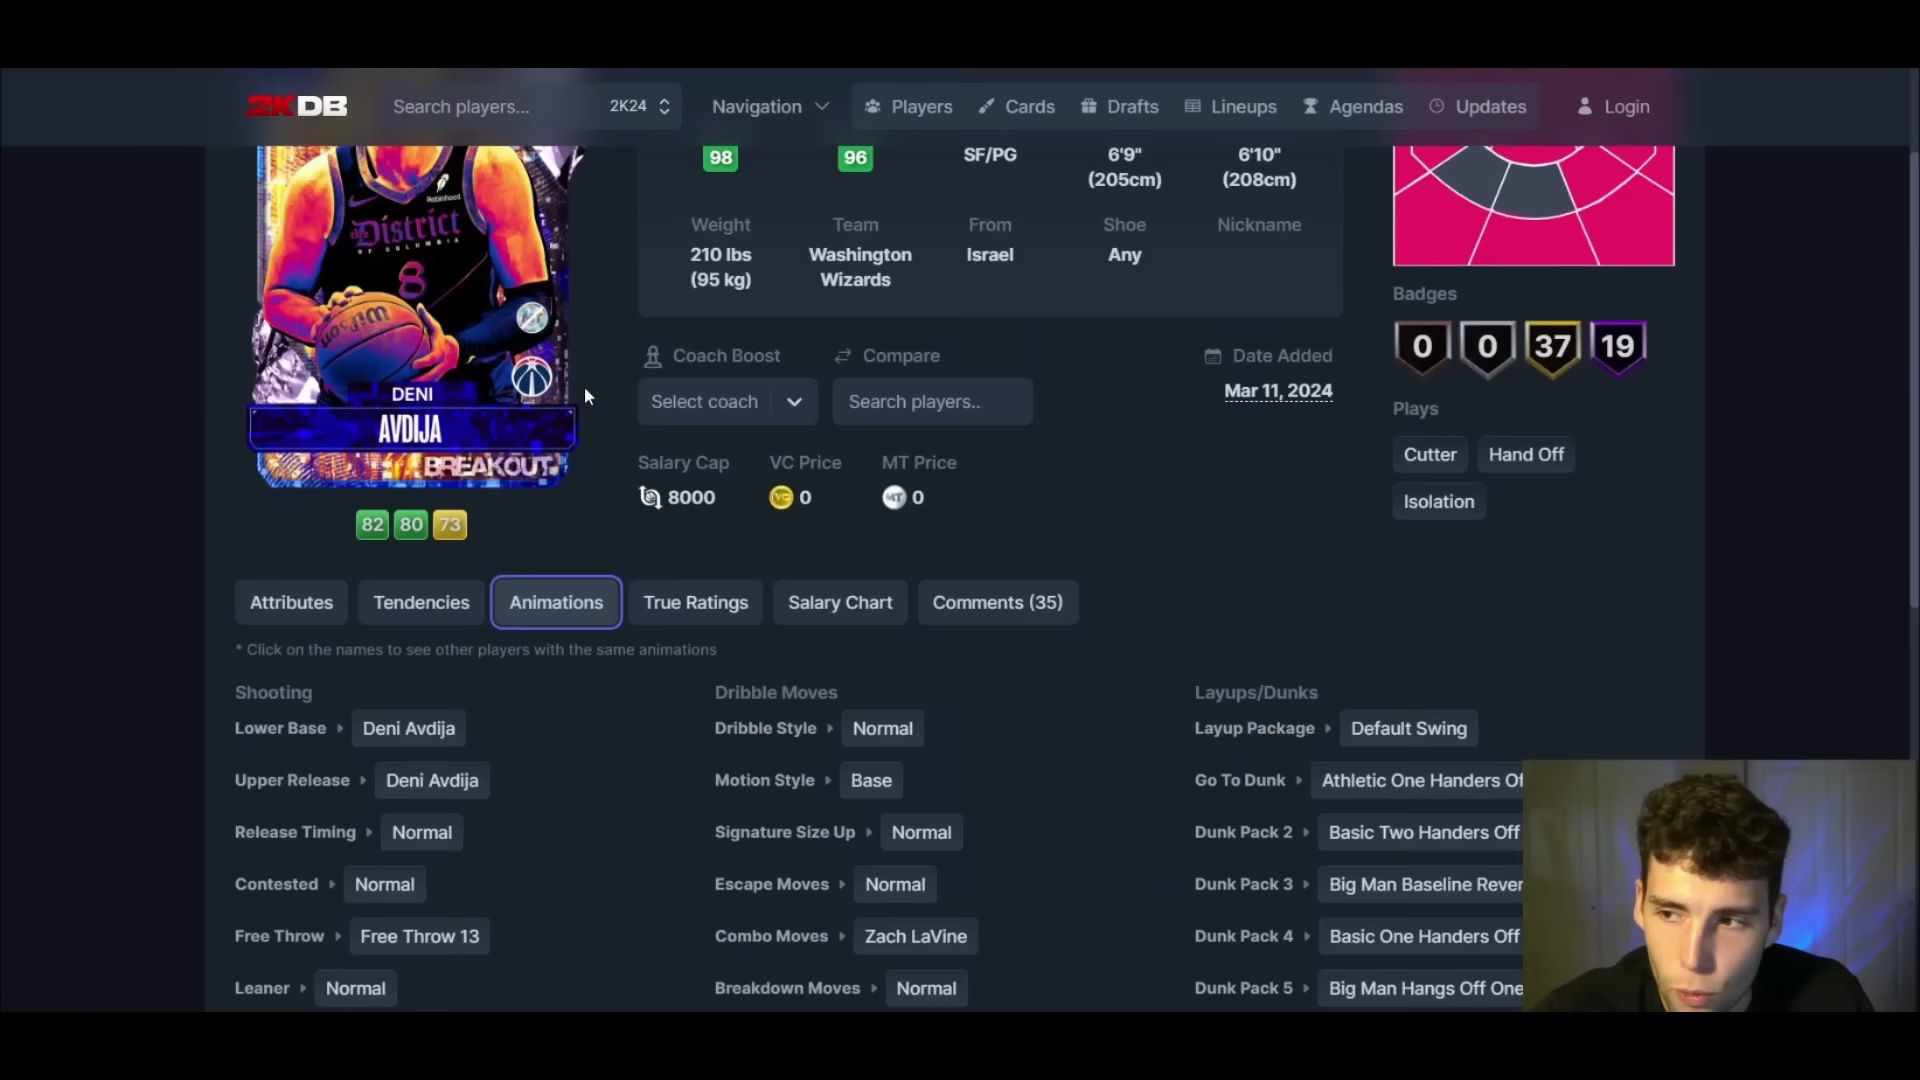 2KDB
Search players...
2K24
Navigation
Players
Cards
Drafts
Lineups
Agendas
Updates
Login
98
96
SF/PG
6'9"
(205cm)
6'10"
(208cm)
Weight
210 lbs
(95 kg)
Team
Washington
Wizards
From
Israel
Shoe
Any
Nickname
Robinhood
the District
OF COLUMBIA
8
Wilson
DENI
AVDIJA
BREAKOUT
82
80
73
Coach Boost
Select coach
Compare
Search players..
Date Added
Mar 11, 2024
Salary Cap
8000
VC Price
VC 0
MT Price
MT 0
Badges
0
0
37
19
Plays
Cutter
Hand Off
Isolation
Attributes
Tendencies
Animations
True Ratings
Salary Chart
Comments (35)
* Click on the names to see other players with the same animations
Shooting
Lower Base
Deni Avdija
Upper Release
Deni Avdija
Release Timing
Normal
Contested
Normal
Free Throw
Free Throw 13
Leaner
Normal
Dribble Moves
Dribble Style
Normal
Motion Style
Base
Signature Size Up
Normal
Escape Moves
Normal
Combo Moves
Zach LaVine
Breakdown Moves
Normal
Layups/Dunks
Layup Package
Default Swing
Go To Dunk
Athletic One Handers Of
Dunk Pack 2
Basic Two Handers Off
Dunk Pack 3
Big Man Baseline Rever
Dunk Pack 4
Basic One Handers Off
Dunk Pack 5
Big Man Hangs Off One